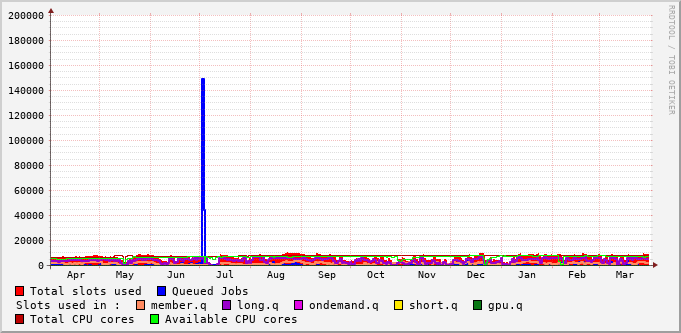 200000
180000
160000
140000
120000
100000
80000
60000
40000
20000
0
Apr May Jun Jul Aug Sep Oct Nov Dec Jan Feb Mar
Total slots used Queued Jobs
Slots used in : member.q long.q ondemand.q short.q gpu.q
Total CPU cores Available CPU cores
RRDTOOL / TOBI OETIKER